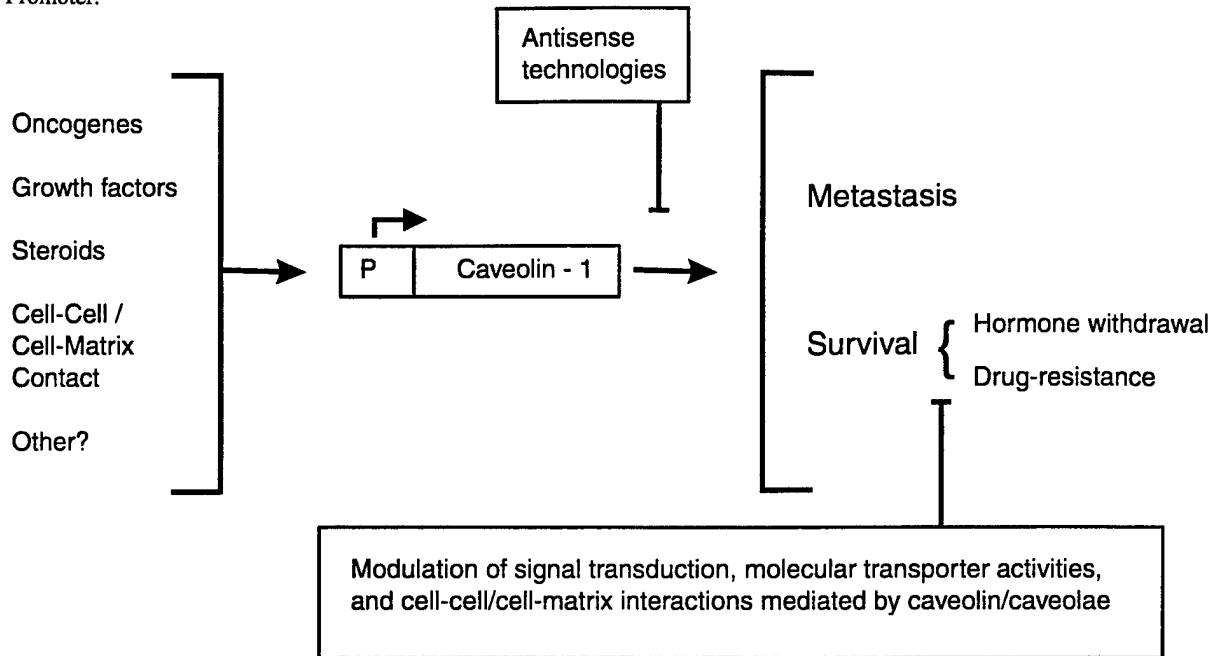 Promoter.
Antisense
technologies
Oncogenes
Growth factors
Steroids
Cell-Cell /
Cell-Matrix
Contact
Other?
P
Caveolin - 1
Metastasis
Survival {
Hormone withdrawal
Drug-resistance
Modulation of signal transduction, molecular transporter activities,
and cell-cell/cell-matrix interactions mediated by caveolin/caveolae